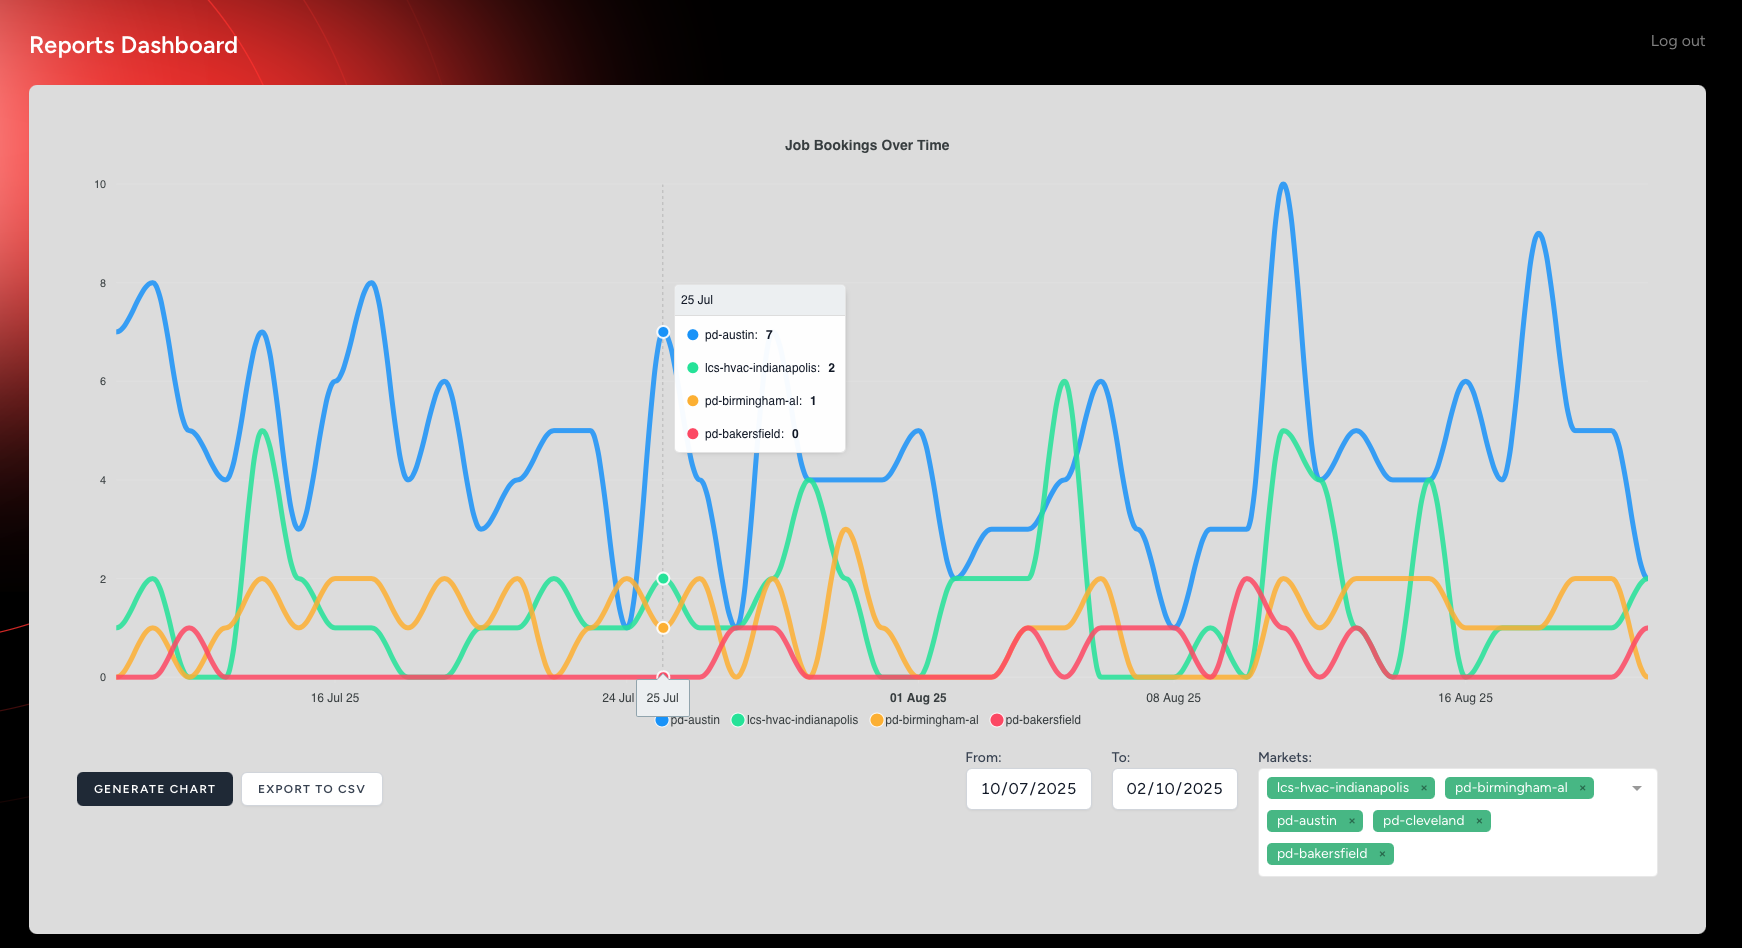 Reports Dashboard
Log out
Job Bookings Over Time
10
8
6
4
2
0
25 Jul
pd-austin: 7
lcs-hvac-indianapolis: 2
pd-birmingham-al: 1
pd-bakersfield: 0
16 Jul 25
24 Jul
25 Jul
01 Aug 25
08 Aug 25
16 Aug 25
pd-austin
lcs-hvac-indianapolis
pd-birmingham-al
pd-bakersfield
GENERATE CHART
EXPORT TO CSV
From:
10/07/2025
To:
02/10/2025
Markets:
lcs-hvac-indianapolis × pd-birmingham-al ×
pd-austin × pd-cleveland ×
pd-bakersfield ×